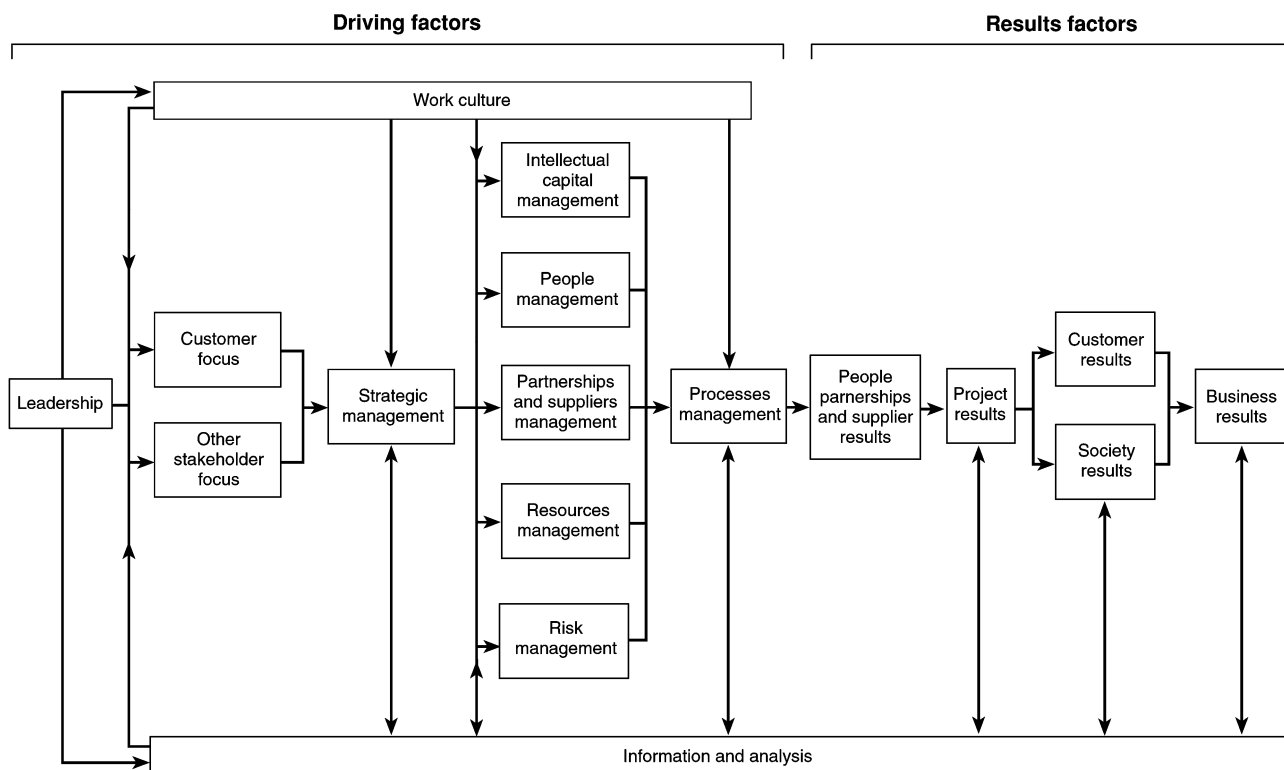 Driving factors
Results factors
Work culture
Intellectual
capital
management
People
management
Customer
focus
Customer
results
Leadership
Strategic
management
Partnerships
and suppliers
management
Processes
management
People
parnerships
and supplier
results
Project
results
Business
results
Other
stakeholder
focus
Society
results
Resources
management
Risk
management
Information and analysis